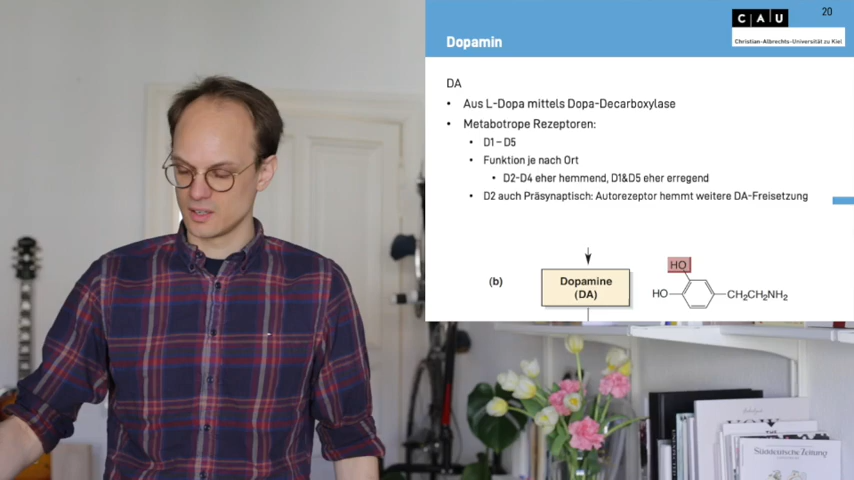 20
CAU
Christian-Albrechts-Universität zu Kiel
Dopamin
DA
• Aus L-Dopa mittels Dopa-Decarboxylase
• Metabotrope Rezeptoren:
• D1 – D5
• Funktion je nach Ort
• D2-D4 eher hemmend, D1&D5 eher erregend
• D2 auch Präsynaptisch: Autorezeptor hemmt weitere DA-Freisetzung
(b)
Dopamine
(DA)
HO
HO
CH₂CH₂NH₂
Süddeutsche Zeitung